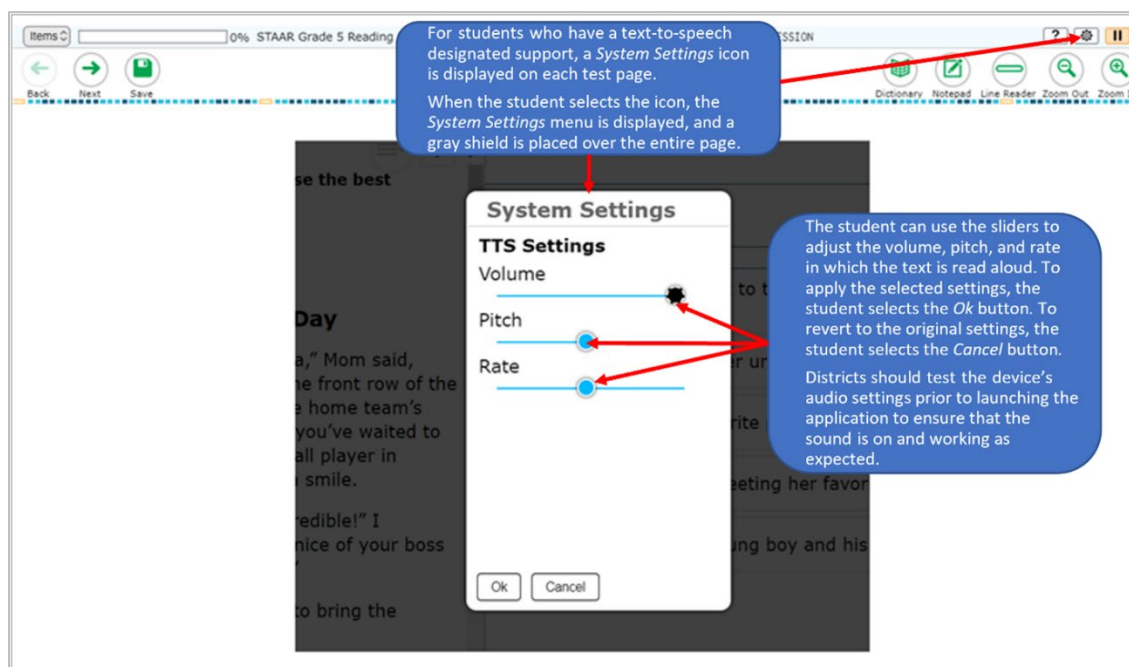 Items
0% STAAR Grade 5 Reading
SSION
?
Back
Next
Save
Dictionary
Notepad
Line Reader
Zoom Out
Zoom I
For students who have a text-to-speech
designated support, a System Settings icon
is displayed on each test page.
When the student selects the icon, the
System Settings menu is displayed, and a
gray shield is placed over the entire page.
se the best
Day
a,” Mom said,
he front row of the
e home team’s
you’ve waited to
all player in
smile.
redible!” I
nice of your boss
to bring the
System Settings
TTS Settings
Volume
Pitch
Rate
Ok
Cancel
to t
er un
rite
eeting her favor
ung boy and his
The student can use the sliders to
adjust the volume, pitch, and rate
in which the text is read aloud. To
apply the selected settings, the
student selects the Ok button. To
revert to the original settings, the
student selects the Cancel button.
Districts should test the device’s
audio settings prior to launching the
application to ensure that the
sound is on and working as
expected.